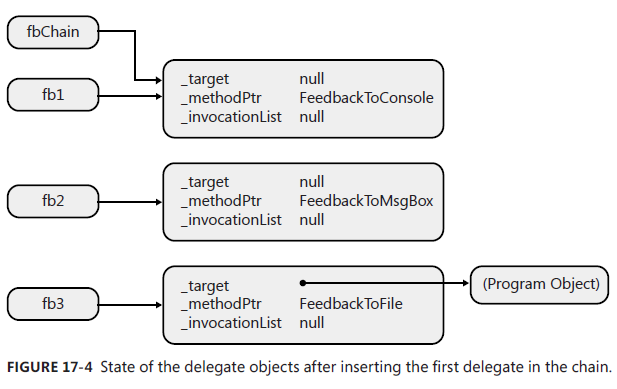 fbChain
_target null
fb1
_methodPtr FeedbackToConsole
_invocationList null
_target null
fb2
_methodPtr FeedbackToMsgBox
_invocationList null
_target
(Program Object)
fb3
_methodPtr FeedbackToFile
_invocationList null
FIGURE 17-4 State of the delegate objects after inserting the first delegate in the chain.